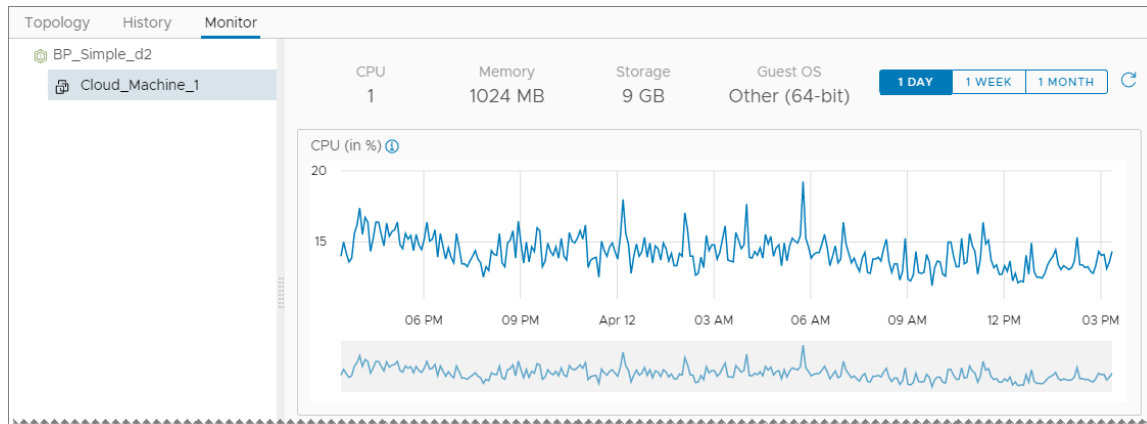 Topology History Monitor
BP_Simple_d2
Cloud_Machine_1
CPU Memory Storage Guest OS
1 1024 MB 9 GB Other (64-bit)
1 DAY 1 WEEK 1 MONTH
CPU (in %)
20
15
06 PM 09 PM Apr 12 03 AM 06 AM 09 AM 12 PM 03 PM